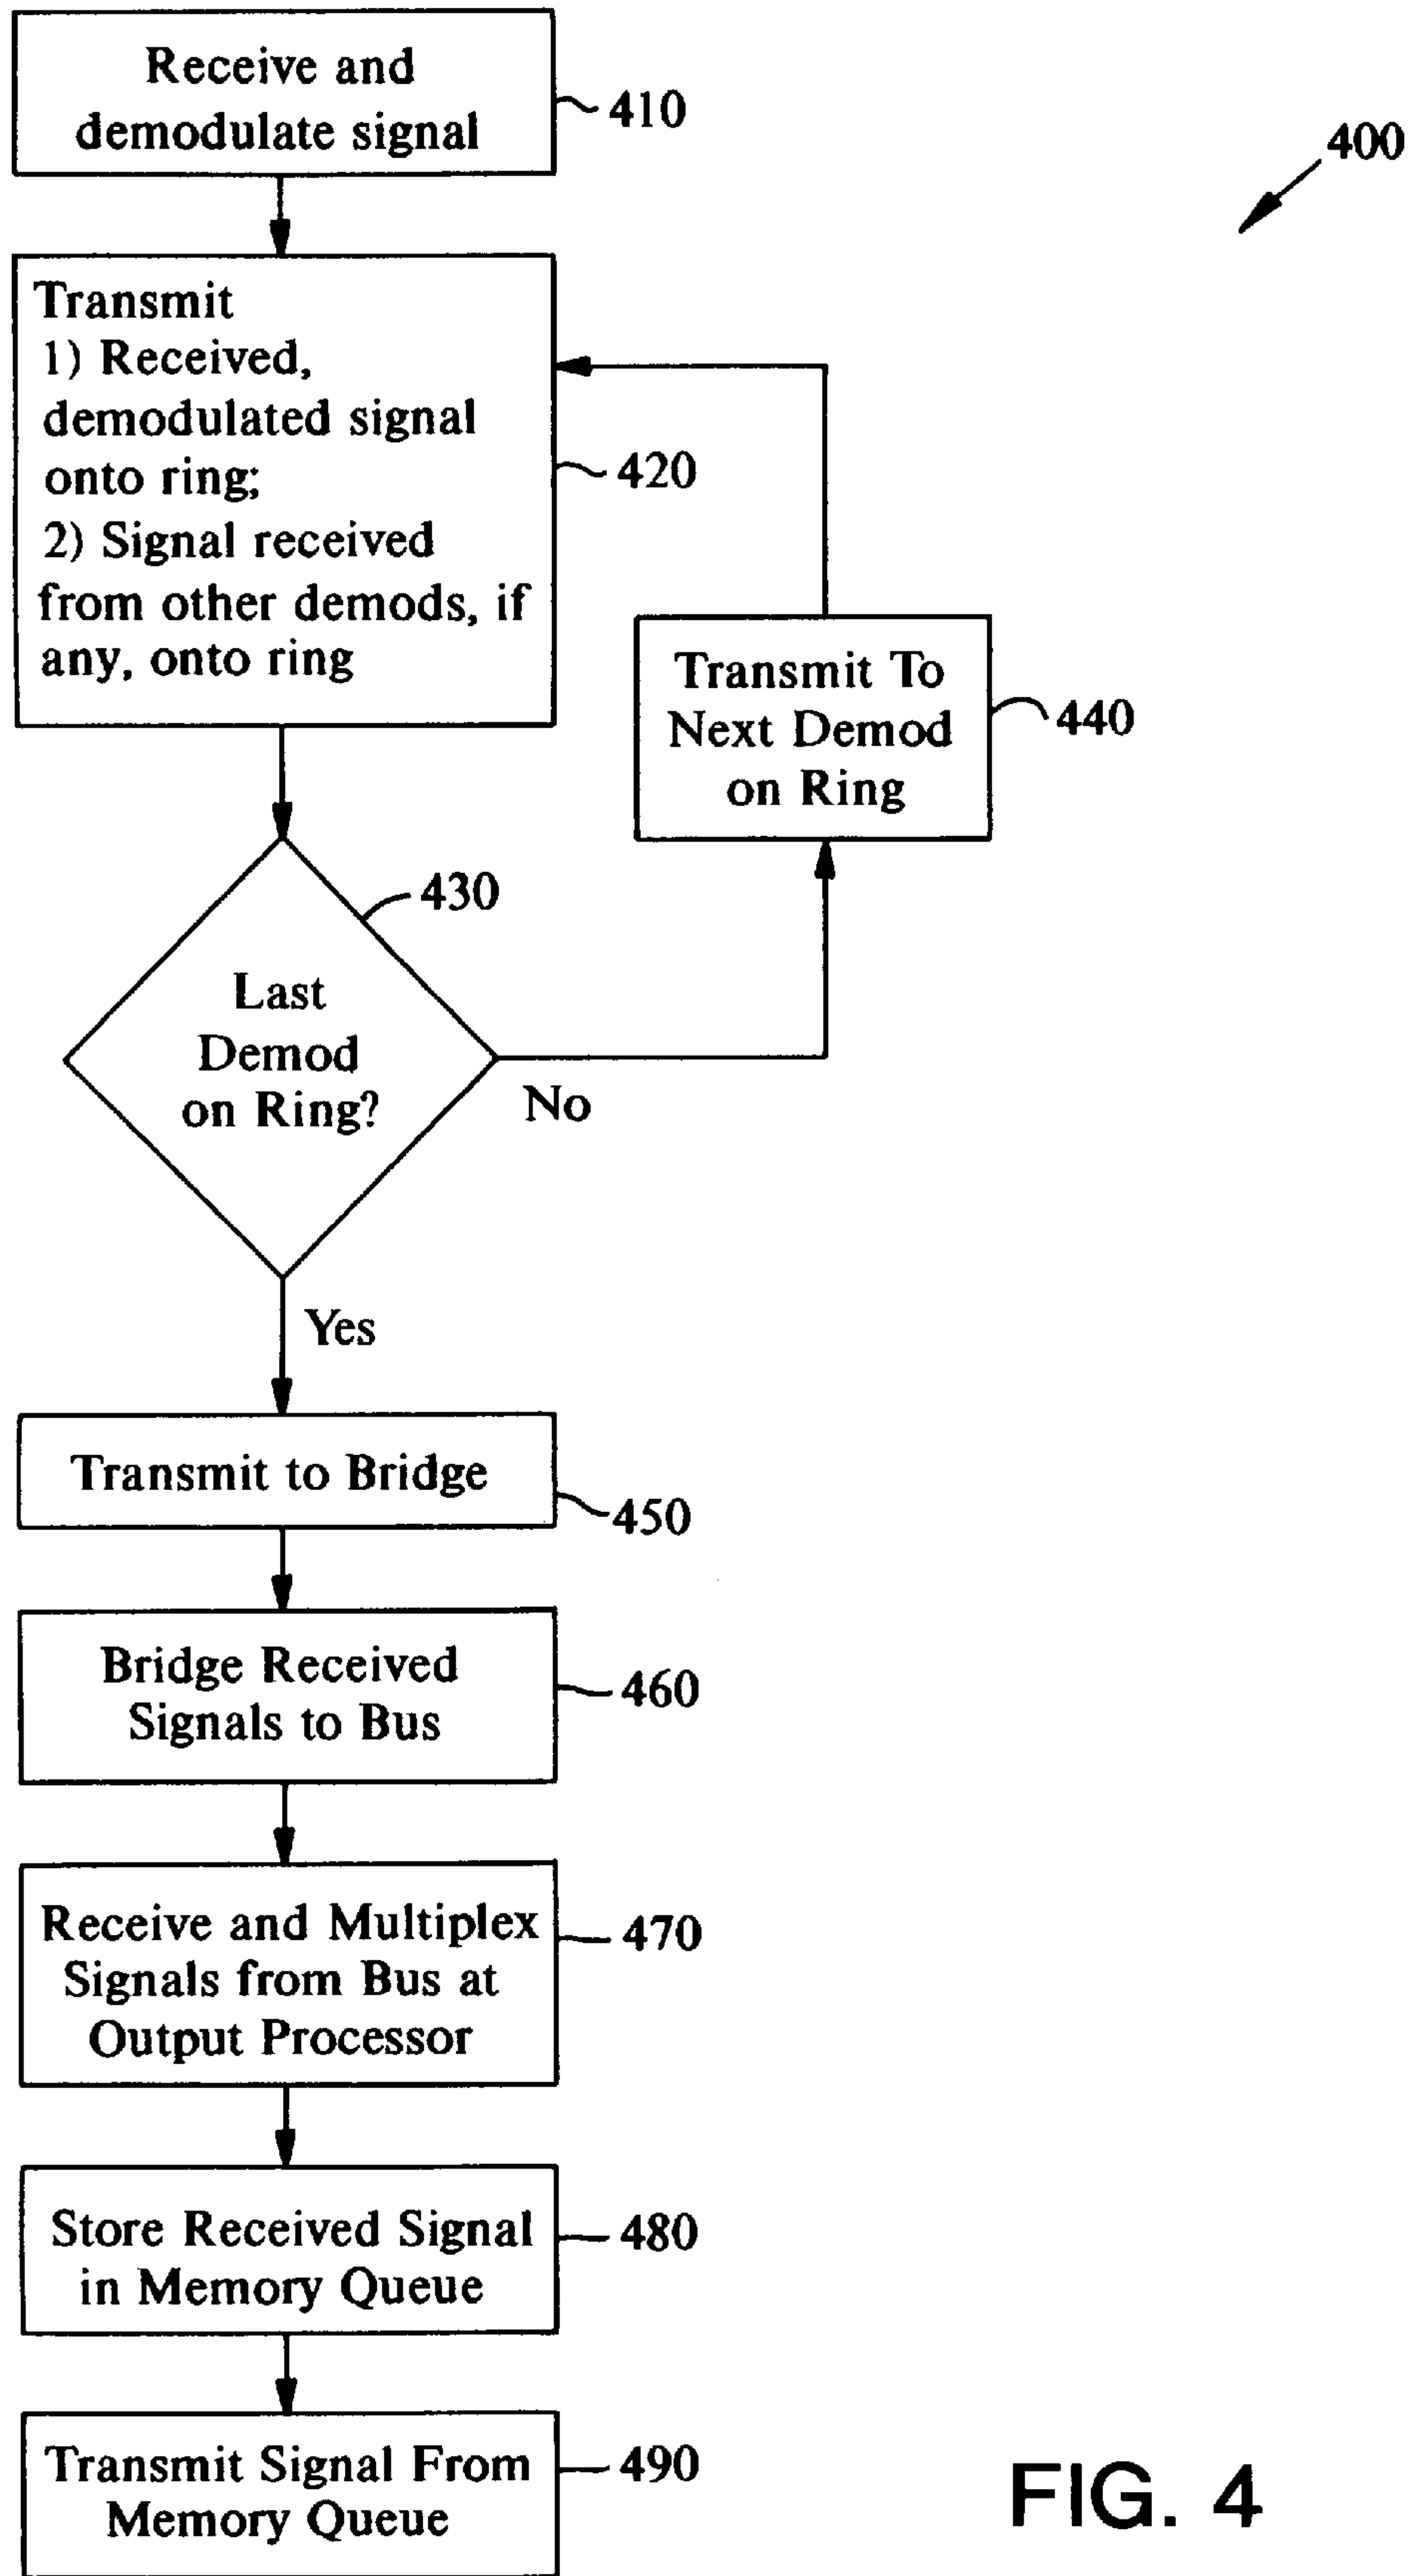 Receive and
demodulate signal
410
400
Transmit
1) Received,
demodulated signal
onto ring;
2) Signal received
from other demods, if
any, onto ring
420
Transmit To
Next Demod
on Ring
440
430
Last
Demod
on Ring?
No
Yes
Transmit to Bridge
450
Bridge Received
Signals to Bus
460
Receive and Multiplex
Signals from Bus at
Output Processor
470
Store Received Signal
in Memory Queue
480
Transmit Signal From
Memory Queue
490
FIG. 4